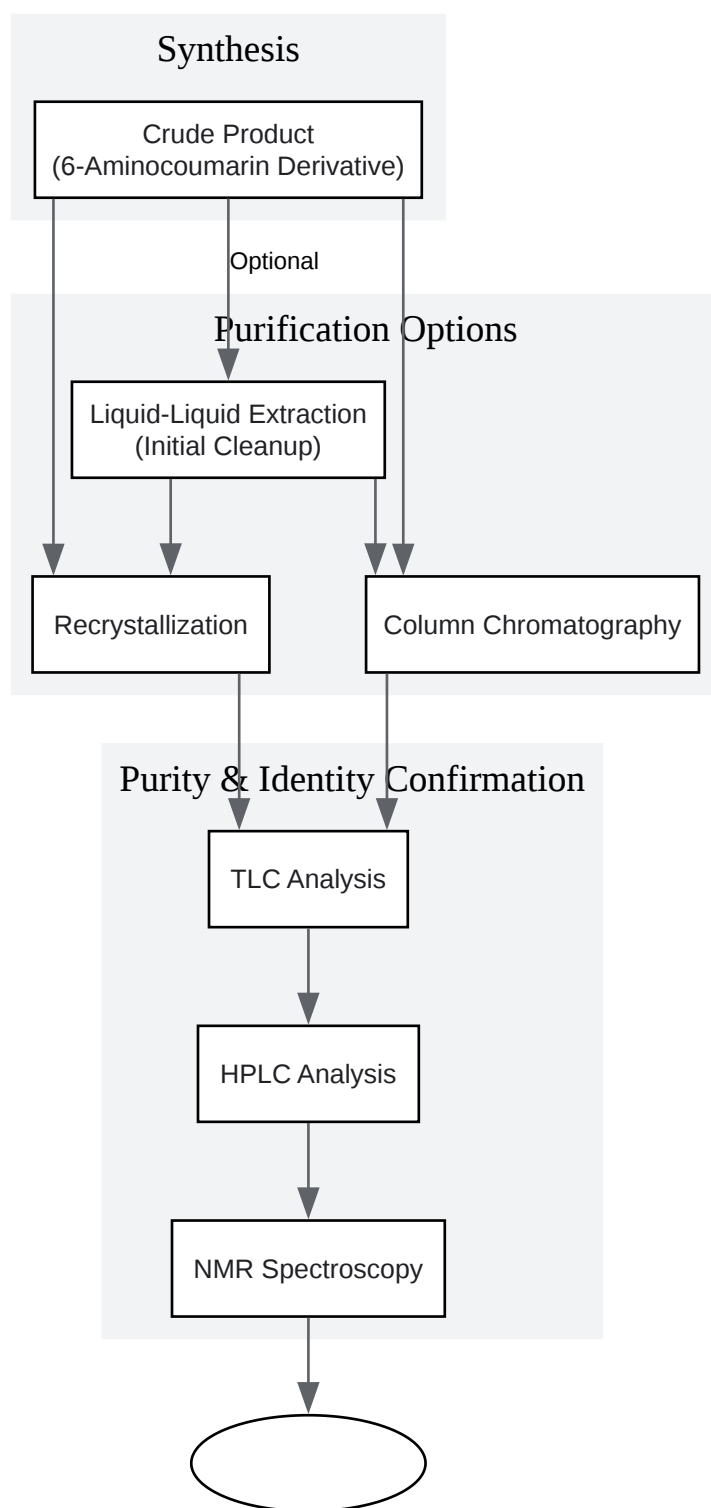 Synthesis
Crude Product
(6-Aminocoumarin Derivative)
Optional
Purification Options
Liquid-Liquid Extraction
(Initial Cleanup)
Recrystallization
Column Chromatography
Purity & Identity Confirmation
TLC Analysis
HPLC Analysis
NMR Spectroscopy